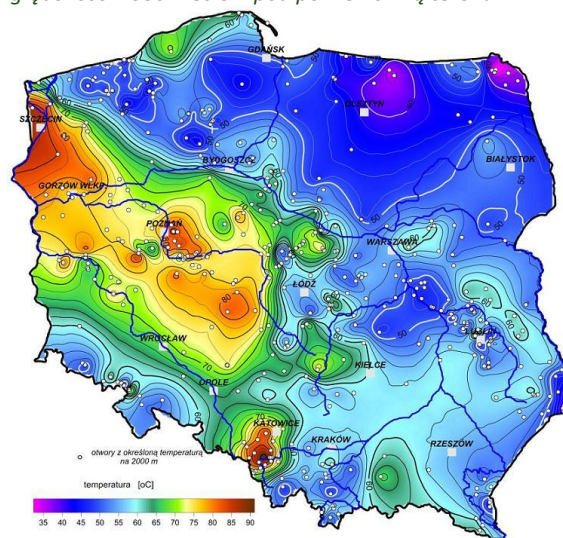 GDAŃSK
OLSZTYN
SZCZECIN
BYDGOSZCZ
BIAŁYSTOK
GORZÓW WLKP.
POZNAŃ
WARSZAWA
ŁÓDŹ
WROCŁAW
LUBLIN
KIELCE
OPOLE
KATOWICE
KRAKÓW
RZESZÓW
otwory z określoną temperaturą
na 2000 m
temperatura [oC]
35 40 45 50 55 60 65 70 75 80 85 90